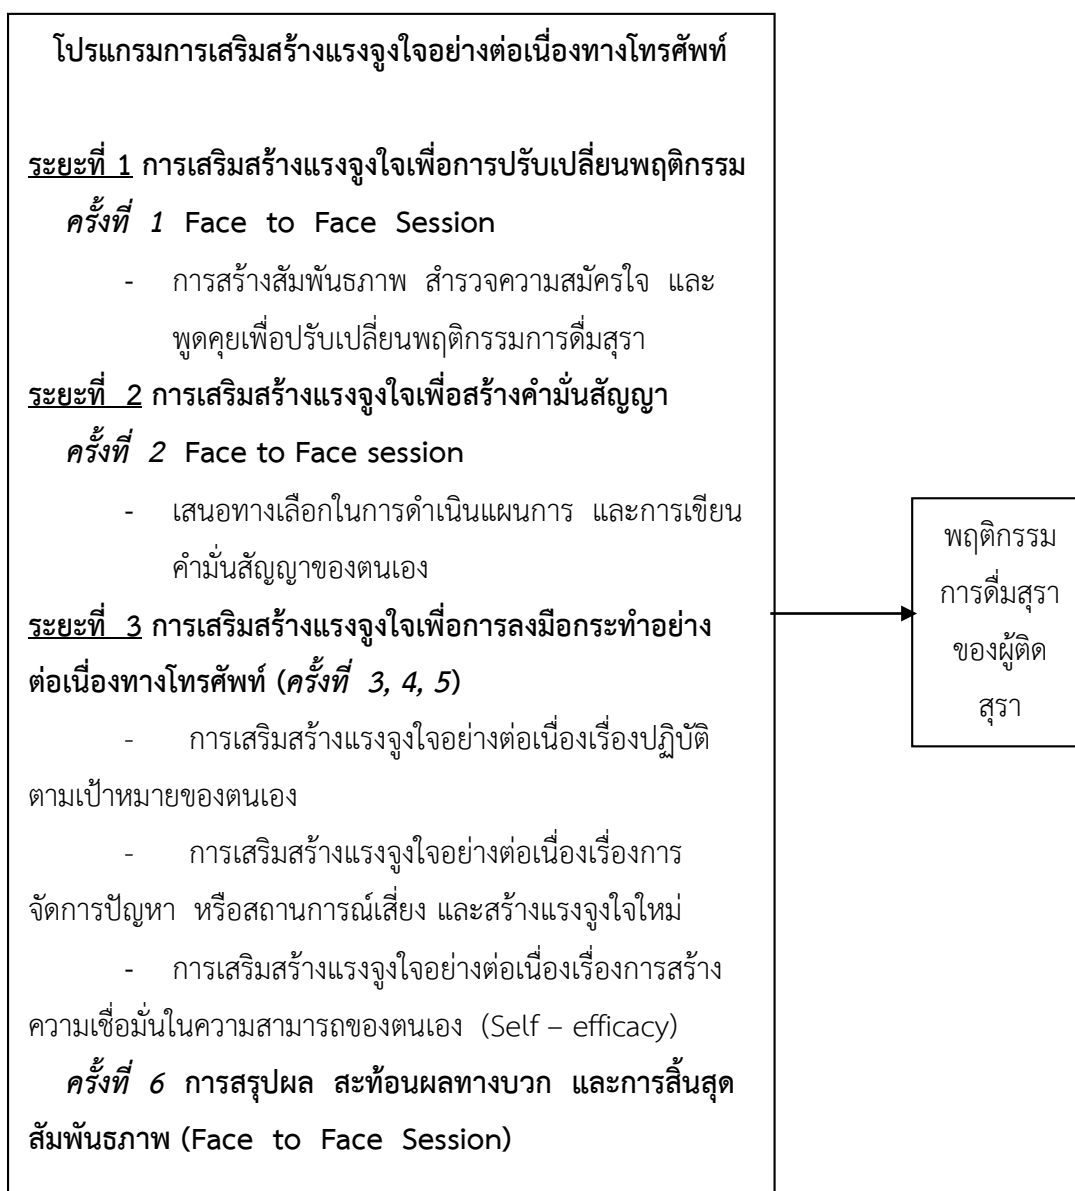 โปรแกรมการเสริมสร้างแรงจูงใจอย่างต่อเนื่องทางโทรศัพท์
ระยะที่ 1 การเสริมสร้างแรงจูงใจเพื่อการปรับเปลี่ยนพฤติกรรม
ครั้งที่ 1 Face to Face Session
- การสร้างสัมพันธภาพ สำรวจความสมัครใจ และ
พูดคุยเพื่อปรับเปลี่ยนพฤติกรรมการดื่มสุรา
ระยะที่ 2 การเสริมสร้างแรงจูงใจเพื่อสร้างคำมั่นสัญญา
ครั้งที่ 2 Face to Face session
- เสนอทางเลือกในการดำเนินแผนการ และการเขียน
คำมั่นสัญญาของตนเอง
ระยะที่ 3 การเสริมสร้างแรงจูงใจเพื่อการลงมือกระทำอย่าง
ต่อเนื่องทางโทรศัพท์ (ครั้งที่ 3, 4, 5)
- การเสริมสร้างแรงจูงใจอย่างต่อเนื่องเรื่องปฏิบัติ
ตามเป้าหมายของตนเอง
- การเสริมสร้างแรงจูงใจอย่างต่อเนื่องเรื่องการ
จัดการปัญหา หรือสถานการณ์เสี่ยง และสร้างแรงจูงใจใหม่
- การเสริมสร้างแรงจูงใจอย่างต่อเนื่องเรื่องการสร้าง
ความเชื่อมั่นในความสามารถของตนเอง (Self – efficacy)
ครั้งที่ 6 การสรุปผล สะท้อนผลทางบวก และการสิ้นสุด
สัมพันธภาพ (Face to Face Session)
พฤติกรรม
การดื่มสุรา
ของผู้ติด
สุรา